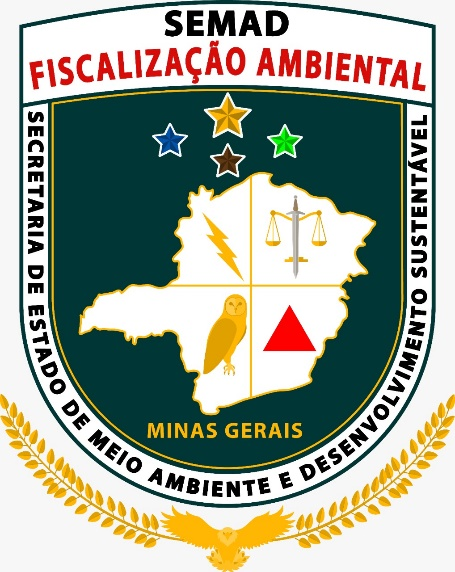 SEMAD
FISCALIZAÇÃO AMBIENTAL
SECRETARIA DE ESTADO DE MEIO AMBIENTE E DESENVOLVIMENTO SUSTENTÁVEL
MINAS GERAIS